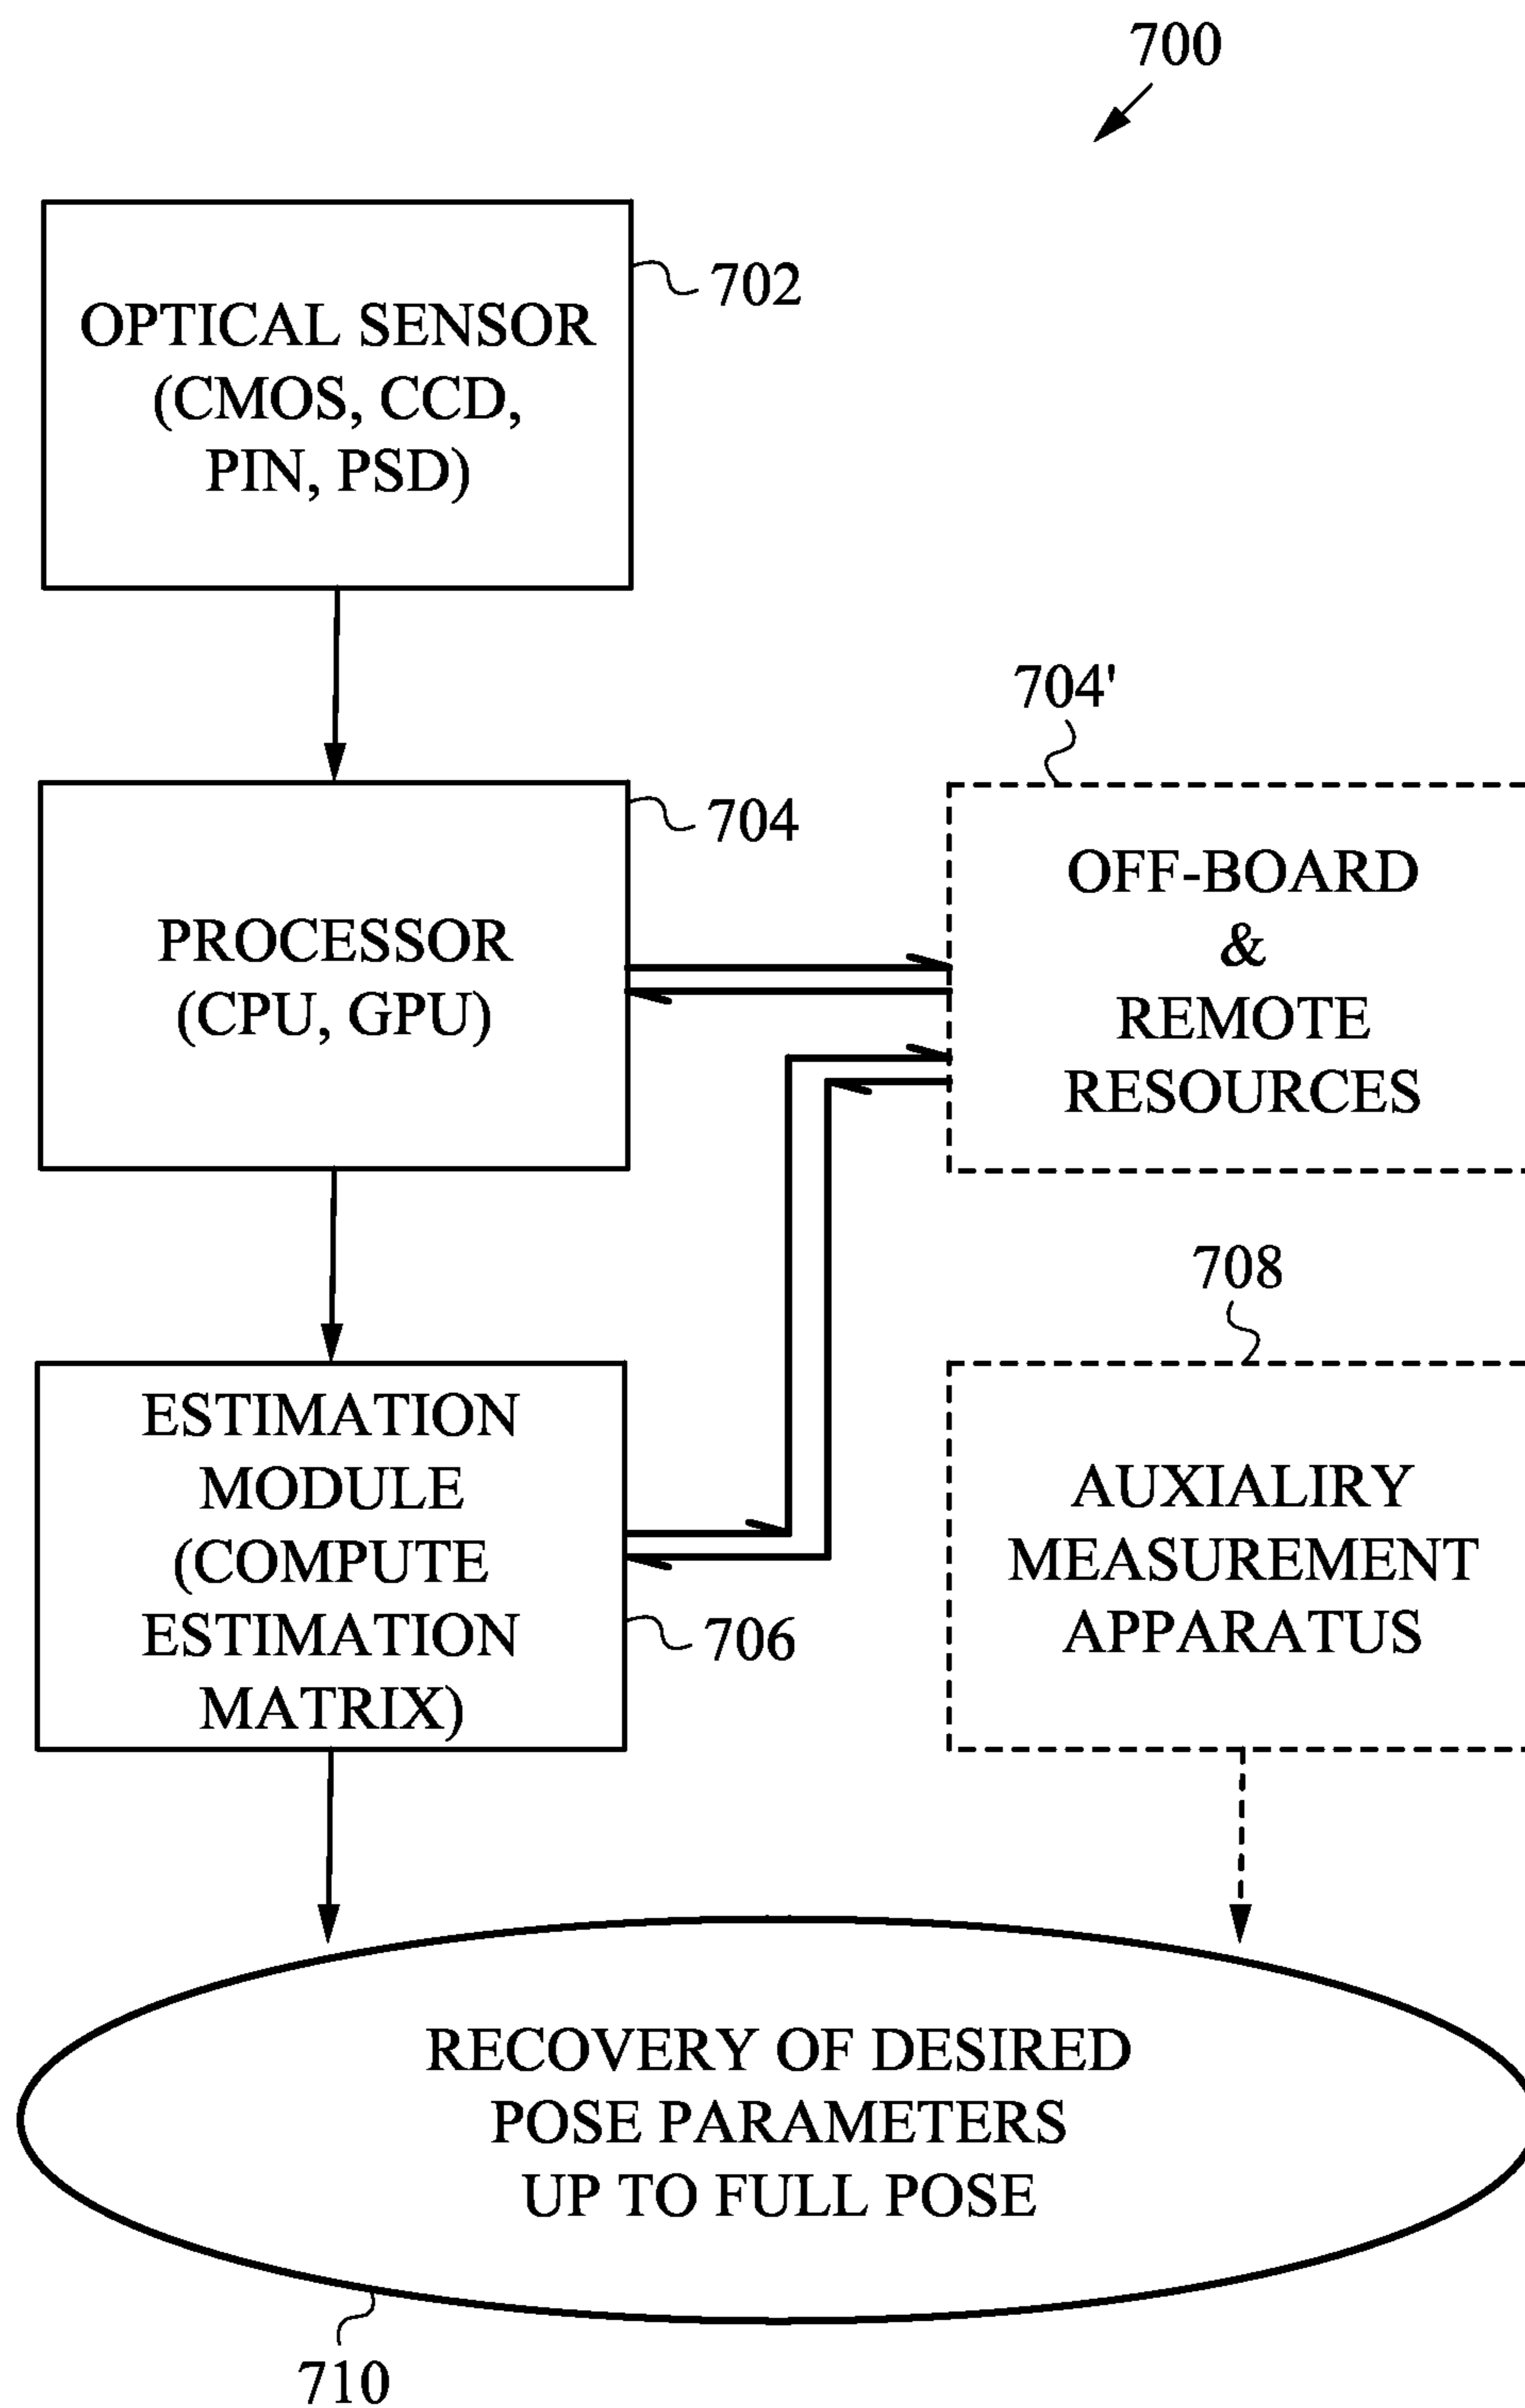 700
OPTICAL SENSOR
(CMOS, CCD,
PIN, PSD)
702
704'
PROCESSOR
(CPU, GPU)
704
OFF-BOARD
&
REMOTE
RESOURCES
708
ESTIMATION
MODULE
(COMPUTE
ESTIMATION
MATRIX)
706
AUXIALIRY
MEASUREMENT
APPARATUS
RECOVERY OF DESIRED
POSE PARAMETERS
UP TO FULL POSE
710